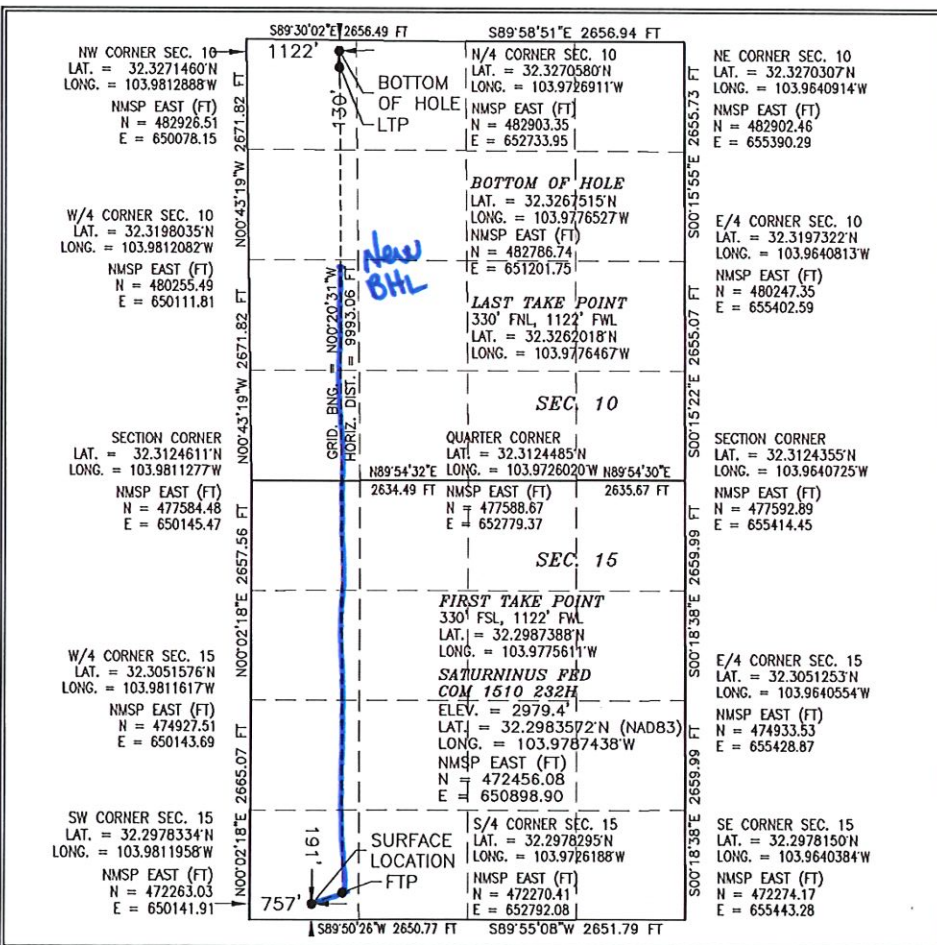 S89°30'02"E 2656.49 FT
S89°58'51"E 2656.94 FT
NW CORNER SEC. 10
LAT. = 32.3271460'N
LONG. = 103.9812888'W
NMSP EAST (FT)
N = 482926.51
E = 650078.15
1122'
130'
BOTTOM
OF HOLE
LTP
N/4 CORNER SEC. 10
LAT. = 32.3270580'N
LONG. = 103.9726911'W
NMSP EAST (FT)
N = 482903.35
E = 652733.95
NE CORNER SEC. 10
LAT. = 32.3270307'N
LONG. = 103.9640914'W
NMSP EAST (FT)
N = 482902.46
E = 655390.29
N00°43'19"W 2671.82 FT
S00°15'55"E 2655.73 FT
BOTTOM OF HOLE
LAT. = 32.3267515'N
LONG. = 103.9776527'W
NMSP EAST (FT)
N = 482786.74
E = 651201.75
W/4 CORNER SEC. 10
LAT. = 32.3198035'N
LONG. = 103.9812082'W
NMSP EAST (FT)
N = 480255.49
E = 650111.81
New
BHL
E/4 CORNER SEC. 10
LAT. = 32.3197322'N
LONG. = 103.9640813'W
NMSP EAST (FT)
N = 480247.35
E = 655402.59
LAST TAKE POINT
330' FNL, 1122' FWL
LAT. = 32.3262018'N
LONG. = 103.9776467'W
N00°43'19"W 2671.82 FT
GRID. BNG. = N00°20'31"W
HORIZ. DIST. = 9993.06 FT
S00°15'22"E 2655.07 FT
SEC. 10
SECTION CORNER
LAT. = 32.3124611'N
LONG. = 103.9811277'W
NMSP EAST (FT)
N = 477584.48
E = 650145.47
QUARTER CORNER
LAT. = 32.3124485'N
LONG. = 103.9726020'W
N89°54'32"E
2634.49 FT
N89°54'30"E
2635.67 FT
NMSP EAST (FT)
N = 477588.67
E = 652779.37
SECTION CORNER
LAT. = 32.3124355'N
LONG. = 103.9640725'W
NMSP EAST (FT)
N = 477592.89
E = 655414.45
N00°02'18"E 2657.56 FT
S00°18'38"E 2659.99 FT
SEC. 15
FIRST TAKE POINT
330' FSL, 1122' FWL
LAT. = 32.2987388'N
LONG. = 103.9775611'W
W/4 CORNER SEC. 15
LAT. = 32.3051576'N
LONG. = 103.9811617'W
NMSP EAST (FT)
N = 474927.51
E = 650143.69
SATURNINUS FED
COM 1510 232H
ELEV. = 2979.4'
LAT. = 32.2983572'N (NAD83)
LONG. = 103.9787438'W
NMSP EAST (FT)
N = 472456.08
E = 650898.90
E/4 CORNER SEC. 15
LAT. = 32.3051253'N
LONG. = 103.9640554'W
NMSP EAST (FT)
N = 474933.53
E = 655428.87
N00°02'18"E 2665.07 FT
S00°18'38"E 2659.99 FT
SW CORNER SEC. 15
LAT. = 32.2978334'N
LONG. = 103.9811958'W
NMSP EAST (FT)
N = 472263.03
E = 650141.91
191'
757'
SURFACE
LOCATION
FTP
S/4 CORNER SEC. 15
LAT. = 32.2978295'N
LONG. = 103.9726188'W
NMSP EAST (FT)
N = 472270.41
E = 652792.08
SE CORNER SEC. 15
LAT. = 32.2978150'N
LONG. = 103.9640384'W
NMSP EAST (FT)
N = 472274.17
E = 655443.28
S89°50'26"W 2650.77 FT
S89°55'08"W 2651.79 FT